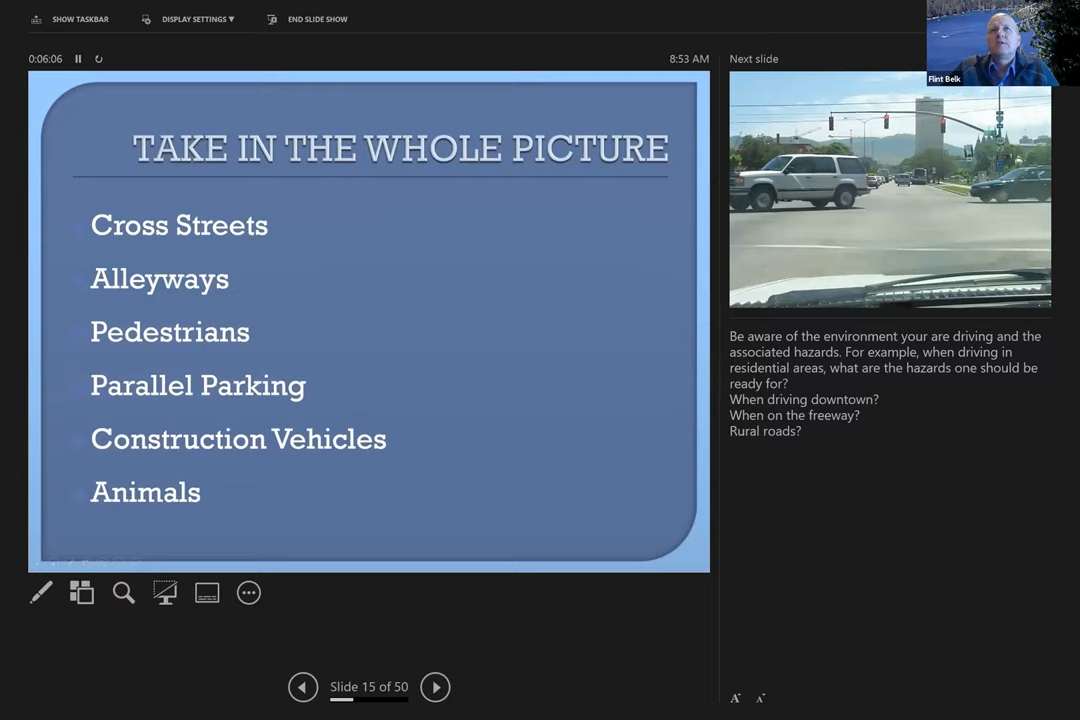 SHOW TASKBAR
DISPLAY SETTINGS ▼
END SLIDE SHOW
0:06:06
8:53 AM
Next slide
Flint Belk
TAKE IN THE WHOLE PICTURE
Cross Streets
Alleyways
Pedestrians
Parallel Parking
Construction Vehicles
Animals
Be aware of the environment your are driving and the
associated hazards. For example, when driving in
residential areas, what are the hazards one should be
ready for?
When driving downtown?
When on the freeway?
Rural roads?
Slide 15 of 50
A A